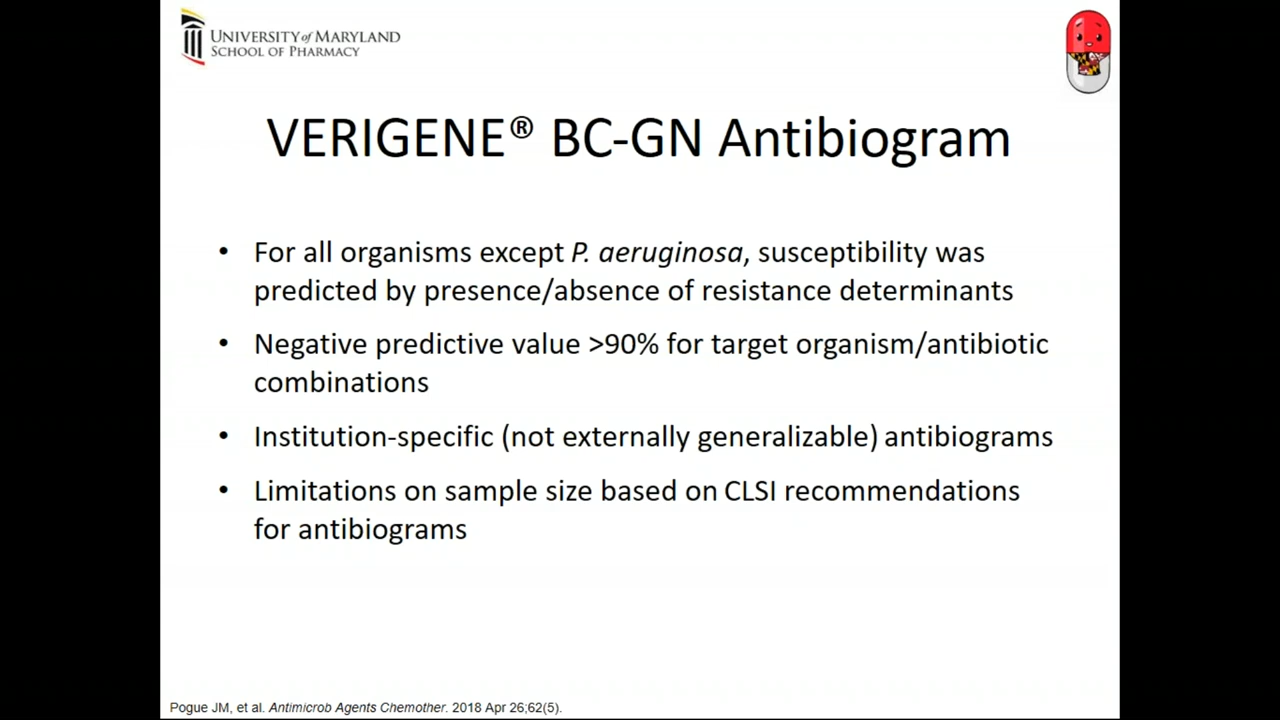 UNIVERSITY of MARYLAND
SCHOOL OF PHARMACY
VERIGENE® BC-GN Antibiogram
• For all organisms except P. aeruginosa, susceptibility was
predicted by presence/absence of resistance determinants
• Negative predictive value >90% for target organism/antibiotic
combinations
• Institution-specific (not externally generalizable) antibiograms
• Limitations on sample size based on CLSI recommendations
for antibiograms
Pogue JM, et al. Antimicrob Agents Chemother. 2018 Apr 26;62(5).